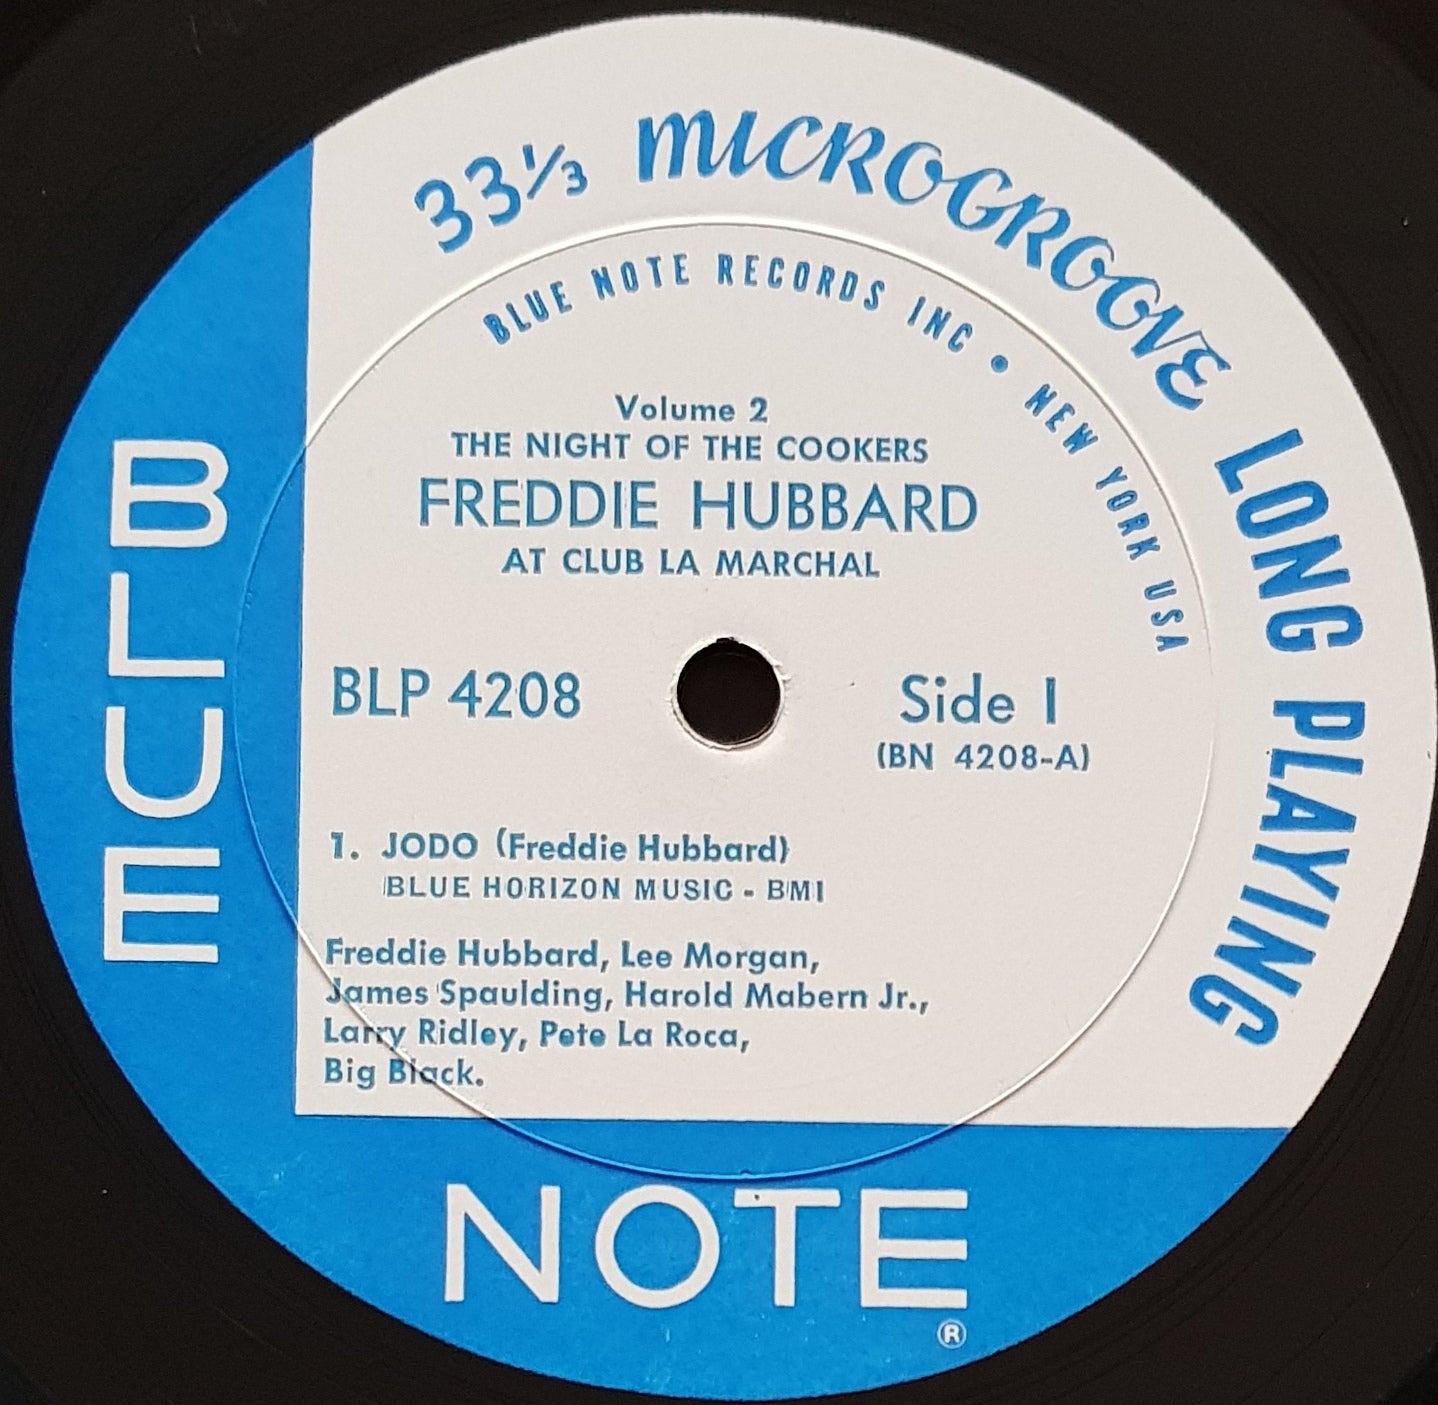 33⅓ MICROGROOVE LONG PLAYING
BLUE NOTE RECORDS INC • NEW YORK USA
Volume 2
THE NIGHT OF THE COOKERS
FREDDIE HUBBARD
AT CLUB LA MARCHAL
BLP 4208
Side 1
(BN 4208-A)
1. JODO (Freddie Hubbard)
BLUE HORIZON MUSIC - BMI
Freddie Hubbard, Lee Morgan,
James Spaulding, Harold Mabern Jr.,
Larry Ridley, Pete La Roca,
Big Black.
BLUE
NOTE
®